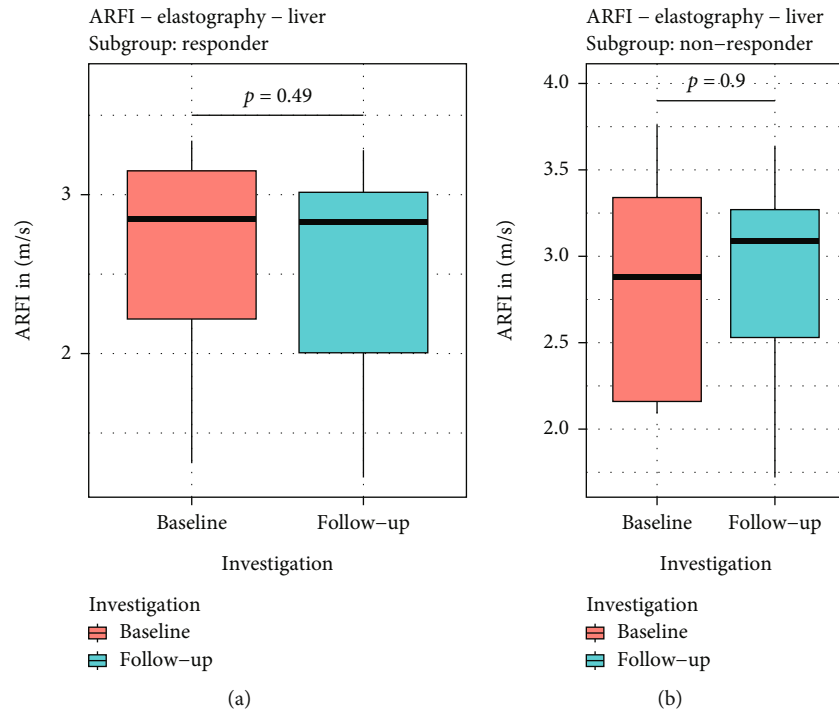 ARFI − elastography − liver
Subgroup: responder
p = 0.49
3
2
ARFI in (m/s)
Baseline
Follow−up
Investigation
Investigation
Baseline
Follow−up
(a)
ARFI − elastography − liver
Subgroup: non−responder
p = 0.9
4.0
3.5
3.0
2.5
2.0
ARFI in (m/s)
Baseline
Follow−up
Investigation
Investigation
Baseline
Follow−up
(b)